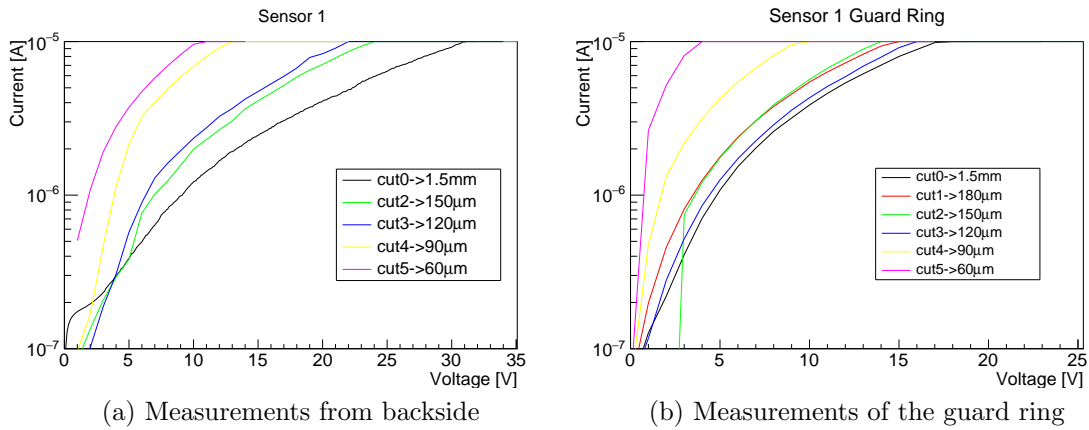 Sensor 1
Current [A]
10⁻⁵
10⁻⁶
10⁻⁷
cut0->1.5mm
cut2->150μm
cut3->120μm
cut4->90μm
cut5->60μm
0 5 10 15 20 25 30 35
Voltage [V]
(a) Measurements from backside
Sensor 1 Guard Ring
Current [A]
10⁻⁵
10⁻⁶
10⁻⁷
cut0->1.5mm
cut1->180μm
cut2->150μm
cut3->120μm
cut4->90μm
cut5->60μm
0 5 10 15 20 25
Voltage [V]
(b) Measurements of the guard ring